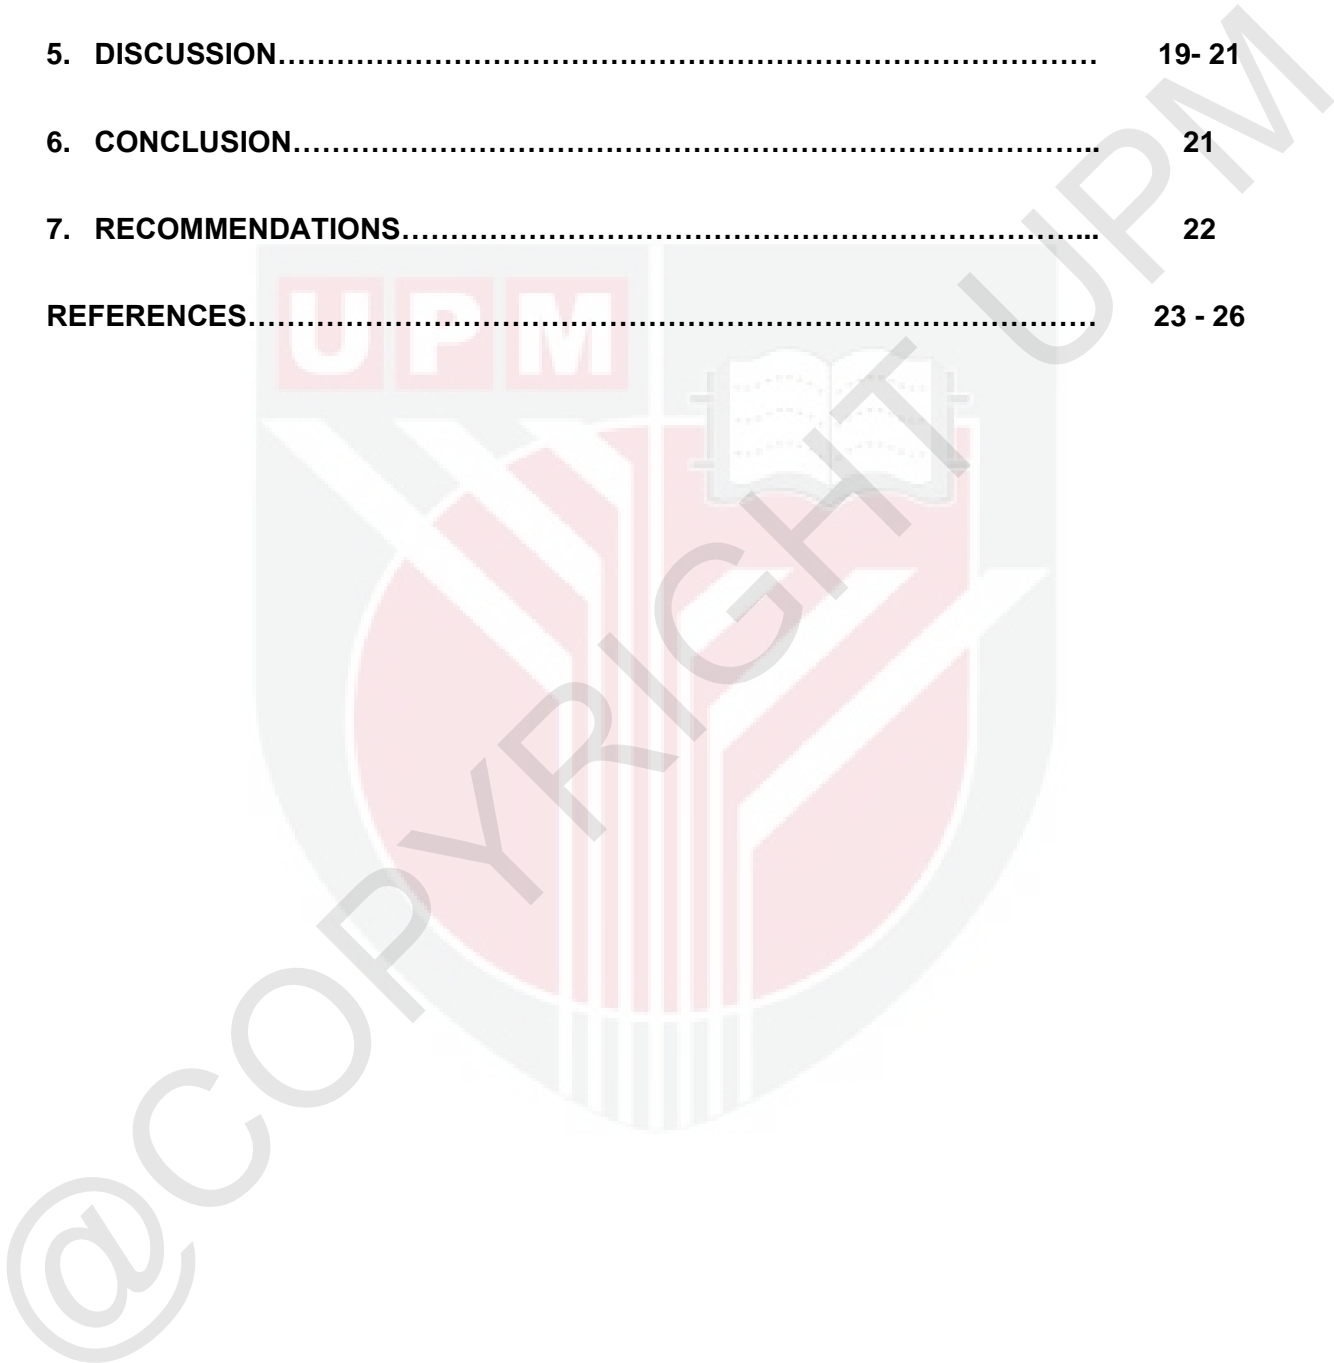 5. DISCUSSION…………………………………………………………………………… 19- 21
6. CONCLUSION……………………………………………………………………….. 21
7. RECOMMENDATIONS……………………………………………………………... 22
REFERENCES……………………………………………………………………………… 23 - 26
UPM
@COPYRIGHT UPM